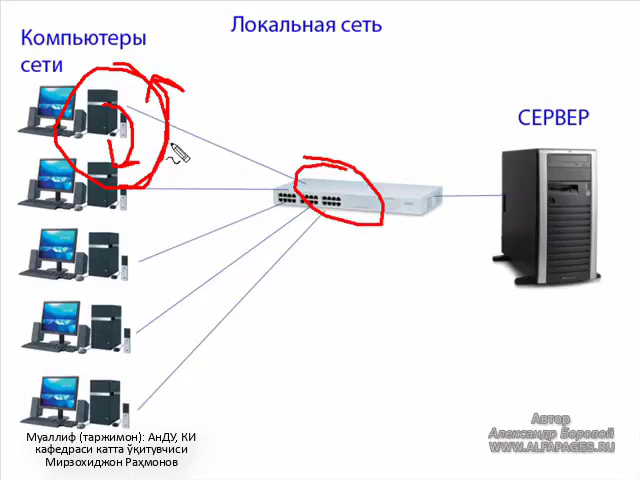 Локальная сеть
Компьютеры
сети
СЕРВЕР
Автор
Александр Боровой
WWW.ALFAPAGES.RU
Муаллиф (таржимон): АнДУ, КИ
кафедраси катта ўқитувчиси
Мирзохиджон Раҳмонов